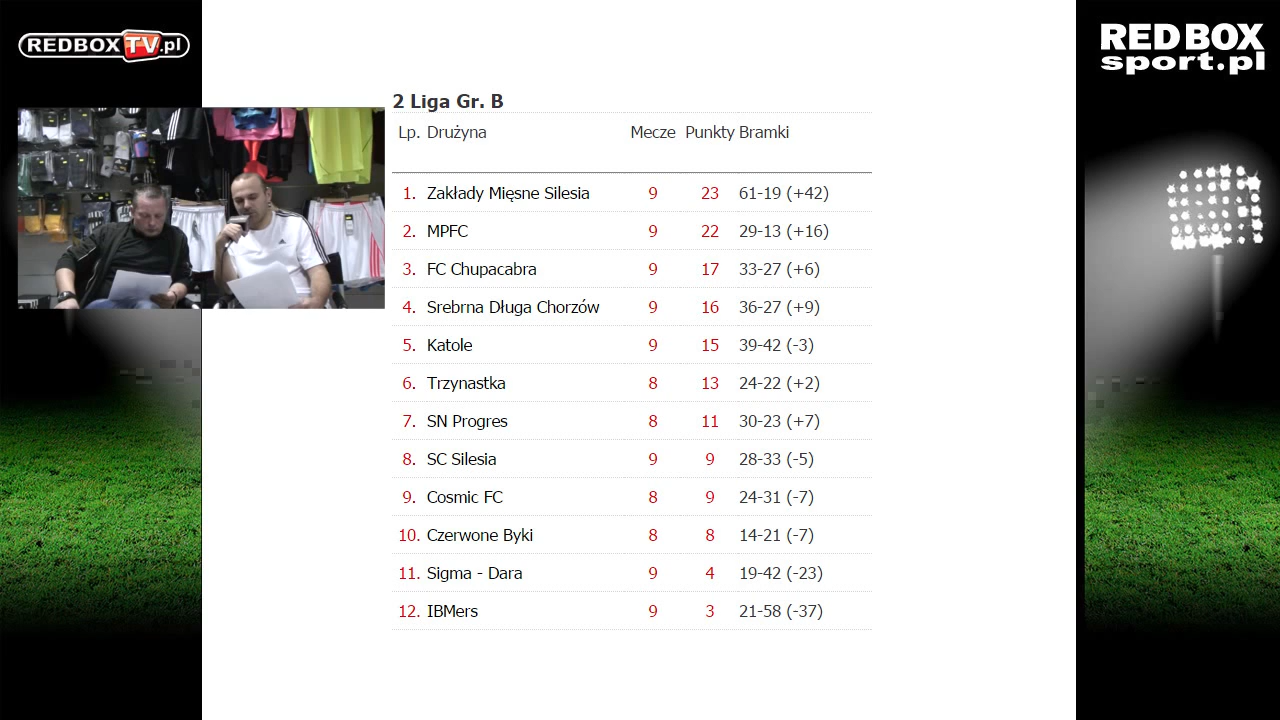 REDBOXTV.pl
RED BOX
sport.pl
2 Liga Gr. B
Lp. Drużyna Mecze Punkty Bramki
1. Zakłady Mięsne Silesia 9 23 61-19 (+42)
2. MPFC 9 22 29-13 (+16)
3. FC Chupacabra 9 17 33-27 (+6)
4. Srebrna Długa Chorzów 9 16 36-27 (+9)
5. Katole 9 15 39-42 (-3)
6. Trzynastka 8 13 24-22 (+2)
7. SN Progres 8 11 30-23 (+7)
8. SC Silesia 9 9 28-33 (-5)
9. Cosmic FC 8 9 24-31 (-7)
10. Czerwone Byki 8 8 14-21 (-7)
11. Sigma - Dara 9 4 19-42 (-23)
12. IBMers 9 3 21-58 (-37)